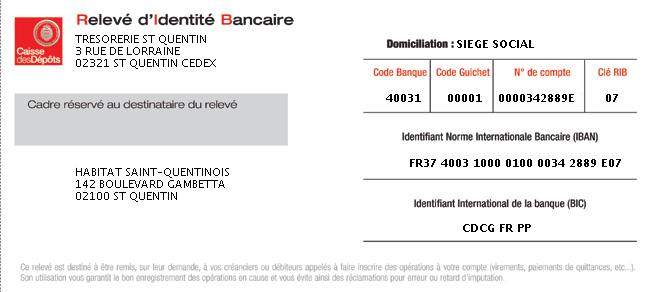 Relevé d'Identité Bancaire
Caisse
des Dépôts
TRESORERIE ST QUENTIN
3 RUE DE LORRAINE
02321 ST QUENTIN CEDEX
Cadre réservé au destinataire du relevé
HABITAT SAINT-QUENTINOIS
142 BOULEVARD GAMBETTA
02100 ST QUENTIN
Domiciliation : SIEGE SOCIAL
Code Banque Code Guichet N° de compte Clé RIB
40031 00001 0000342889E 07
Identifiant Norme Internationale Bancaire (IBAN)
FR37 4003 1000 0100 0034 2889 E07
Identifiant International de la banque (BIC)
CDCG FR PP
Ce relevé est destiné à être remis, sur leur demande, à vos créanciers ou débiteurs appelés à faire inscrire des opérations à votre compte (virements, paiements de quittances, etc...).
Son utilisation vous garantit le bon enregistrement des opérations en cause et vous évite ainsi des réclamations pour erreur ou retard d'imputation.